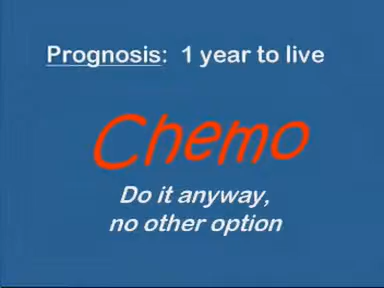 Prognosis: 1 year to live
Chemo
Do it anyway,
no other option